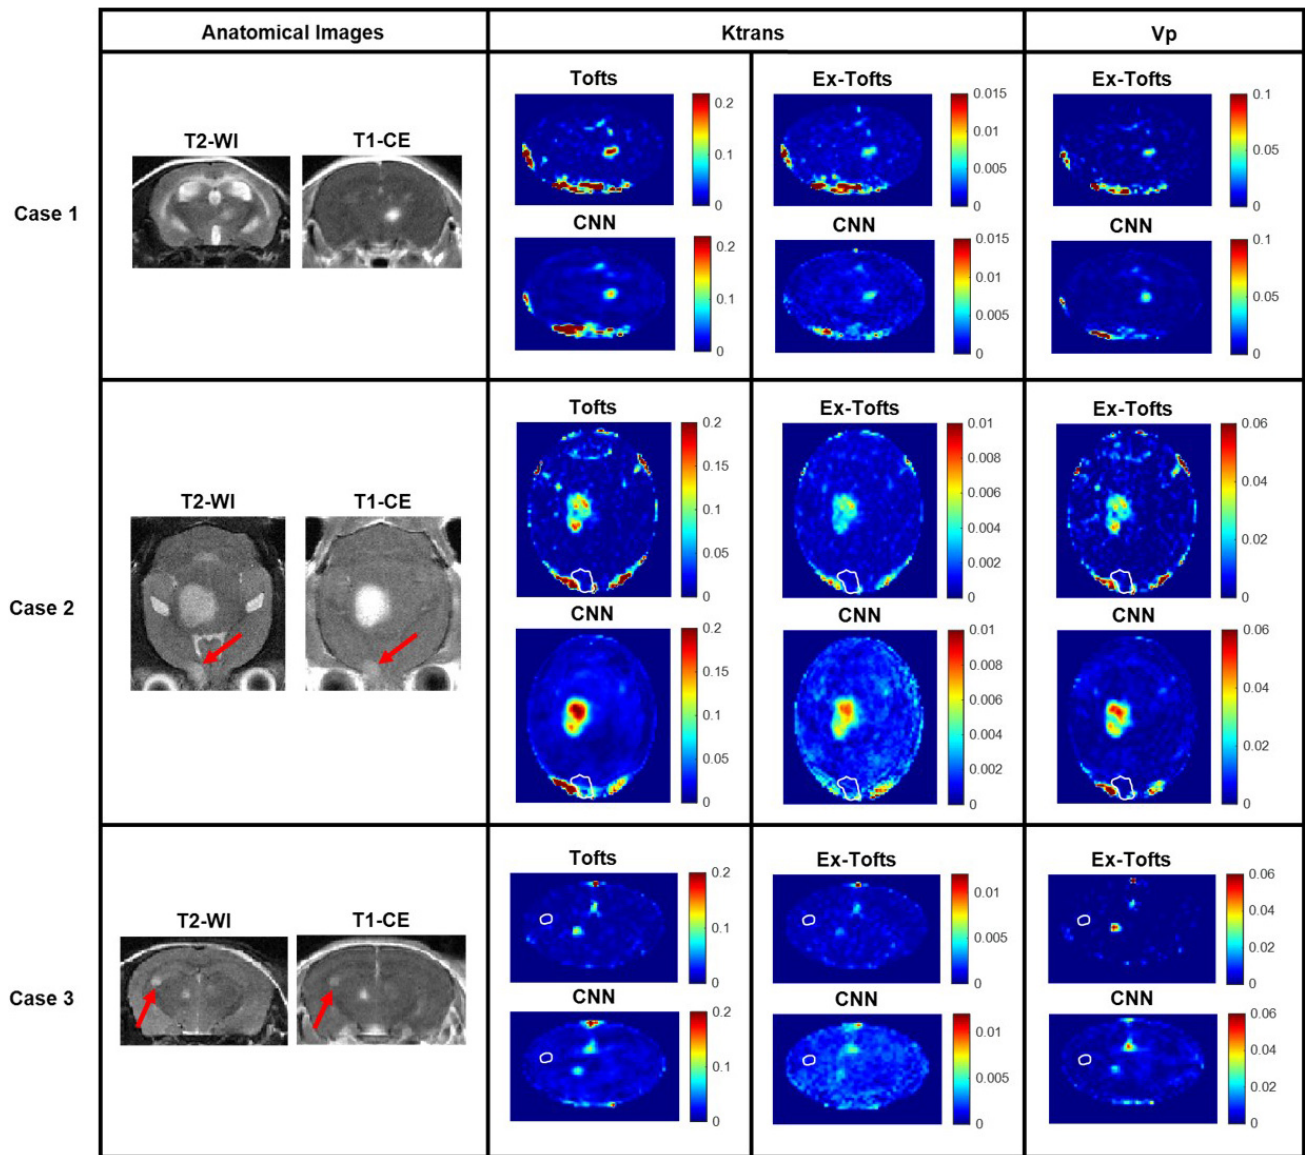 Anatomical Images
Ktrans
Vp
Case 1
T2-WI
T1-CE
Tofts
0.2
0.1
0
Ex-Tofts
0.015
0.01
0.005
0
Ex-Tofts
0.1
0.05
0
CNN
0.2
0.1
0
CNN
0.015
0.01
0.005
0
CNN
0.1
0.05
0
Case 2
T2-WI
T1-CE
Tofts
0.2
0.15
0.1
0.05
0
Ex-Tofts
0.01
0.008
0.006
0.004
0.002
0
Ex-Tofts
0.06
0.04
0.02
0
CNN
0.2
0.15
0.1
0.05
0
CNN
0.01
0.008
0.006
0.004
0.002
0
CNN
0.06
0.04
0.02
0
Case 3
T2-WI
T1-CE
Tofts
0.2
0.1
0
Ex-Tofts
0.01
0.005
0
Ex-Tofts
0.06
0.04
0.02
0
CNN
0.2
0.1
0
CNN
0.01
0.005
0
CNN
0.06
0.04
0.02
0